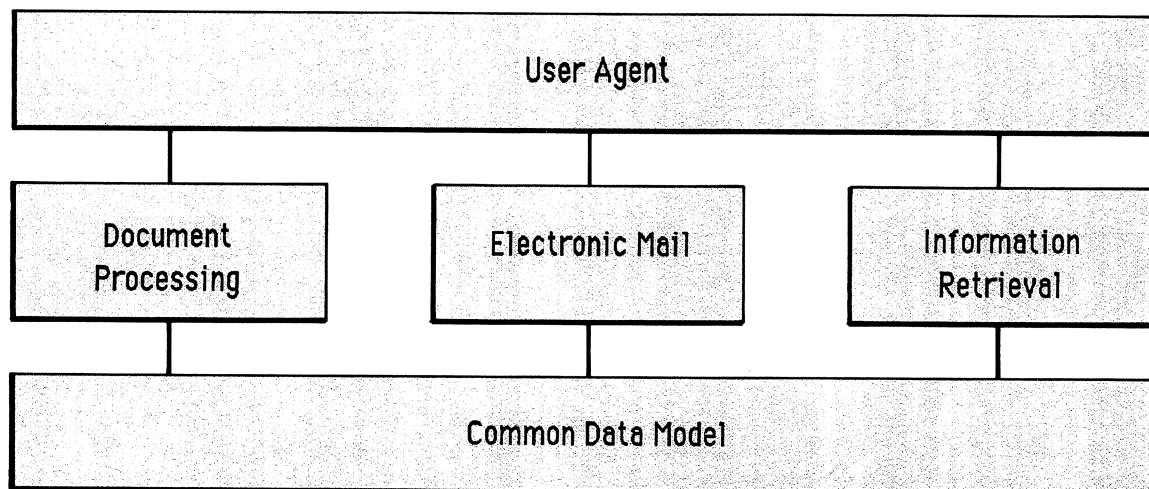 User Agent
Document
Processing
Electronic Mail
Information
Retrieval
Common Data Model